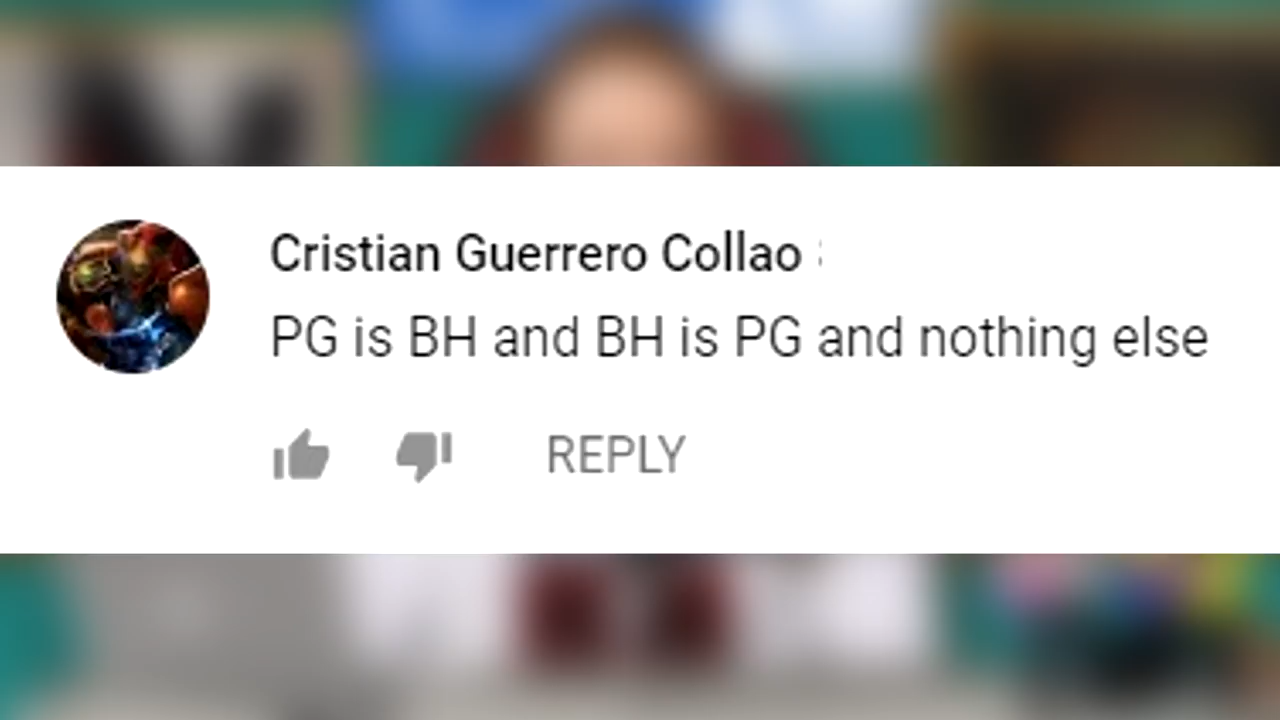 Cristian Guerrero Collao
PG is BH and BH is PG and nothing else
REPLY